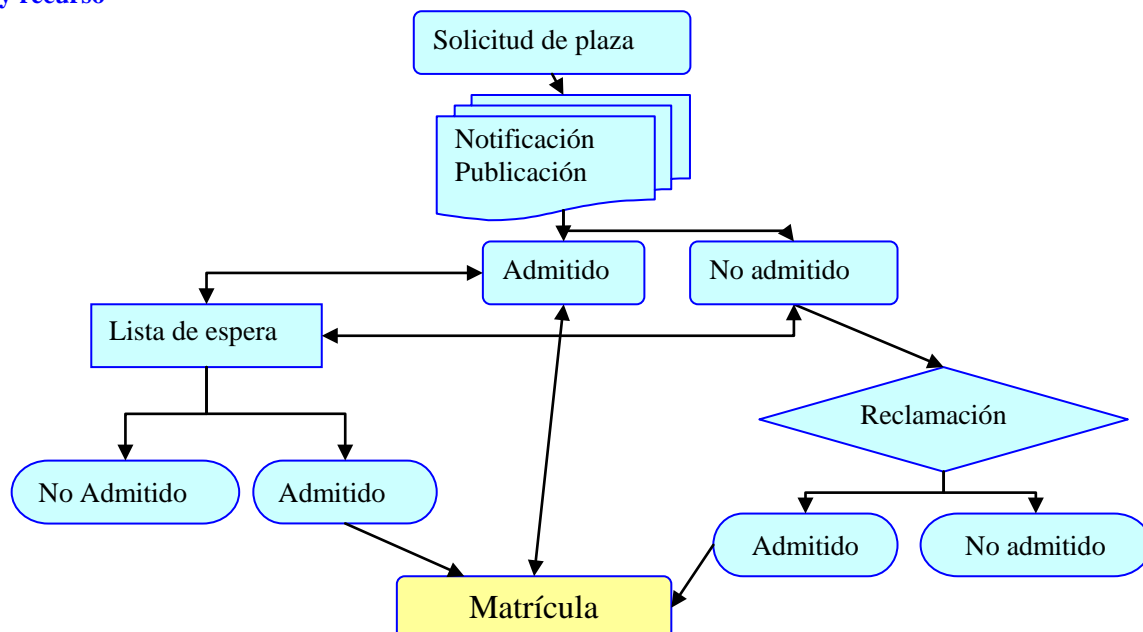 y recurso
Solicitud de plaza
Notificación
Publicación
Admitido
No admitido
Lista de espera
Reclamación
No Admitido
Admitido
Admitido
No admitido
Matrícula